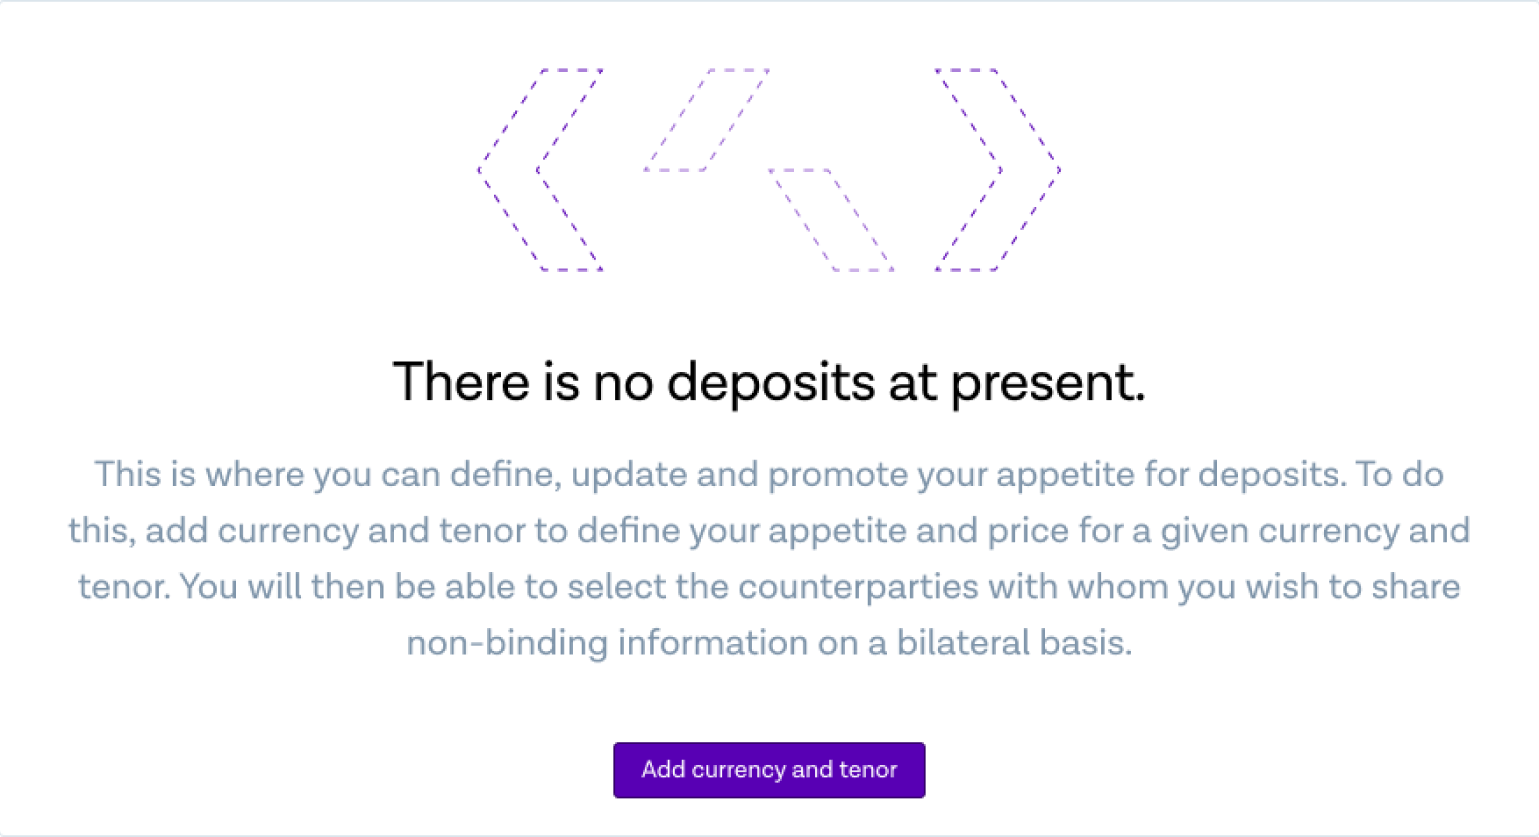 There is no deposits at present.
This is where you can define, update and promote your appetite for deposits. To do
this, add currency and tenor to define your appetite and price for a given currency and
tenor. You will then be able to select the counterparties with whom you wish to share
non-binding information on a bilateral basis.
Add currency and tenor